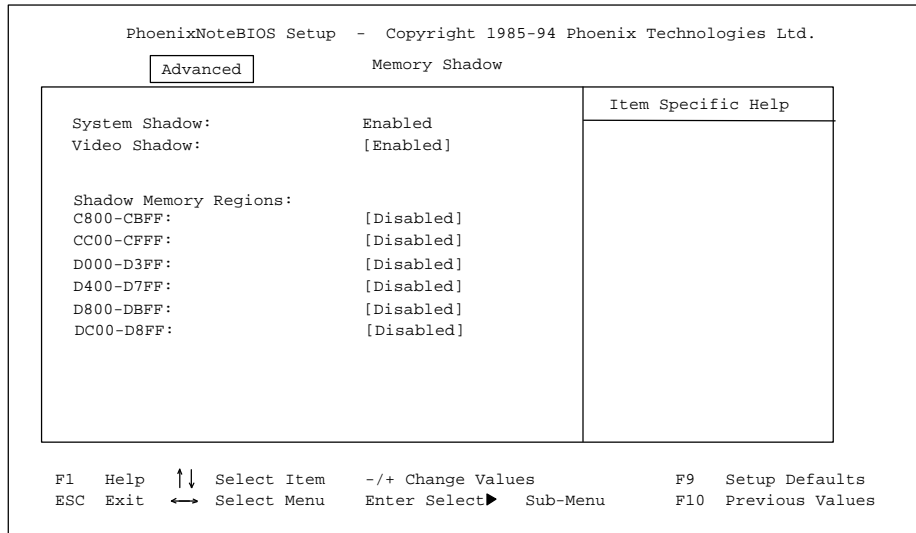 PhoenixNoteBIOS Setup - Copyright 1985-94 Phoenix Technologies Ltd.
Advanced Memory Shadow
Item Specific Help
System Shadow: Enabled
Video Shadow: [Enabled]
Shadow Memory Regions:
C800-CBFF: [Disabled]
CC00-CFFF: [Disabled]
D000-D3FF: [Disabled]
D400-D7FF: [Disabled]
D800-DBFF: [Disabled]
DC00-D8FF: [Disabled]
F1 Help ↑↓ Select Item -/+ Change Values F9 Setup Defaults
ESC Exit ↔ Select Menu Enter Select▶ Sub-Menu F10 Previous Values